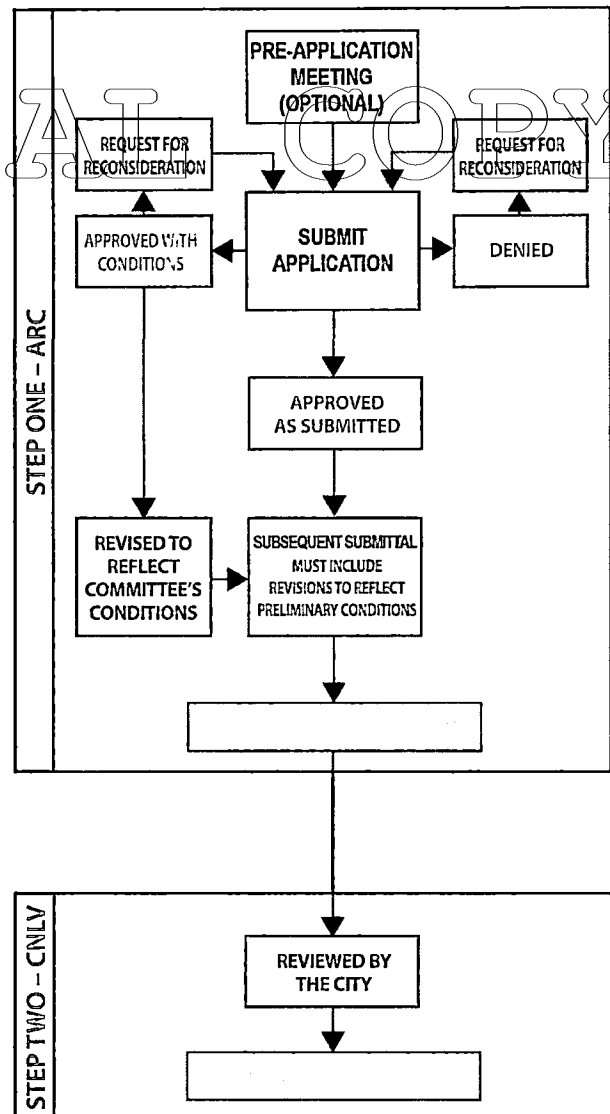 PRE-APPLICATION
MEETING
(OPTIONAL)
AL COPY
REQUEST FOR
RECONSIDERATION
REQUEST FOR
RECONSIDERATION
APPROVED WITH
CONDITIONS
SUBMIT
APPLICATION
DENIED
STEP ONE – ARC
APPROVED
AS SUBMITTED
REVISED TO
REFLECT
COMMITTEE'S
CONDITIONS
SUBSEQUENT SUBMITTAL
MUST INCLUDE
REVISIONS TO REFLECT
PRELIMINARY CONDITIONS
STEP TWO – CNLV
REVIEWED BY
THE CITY